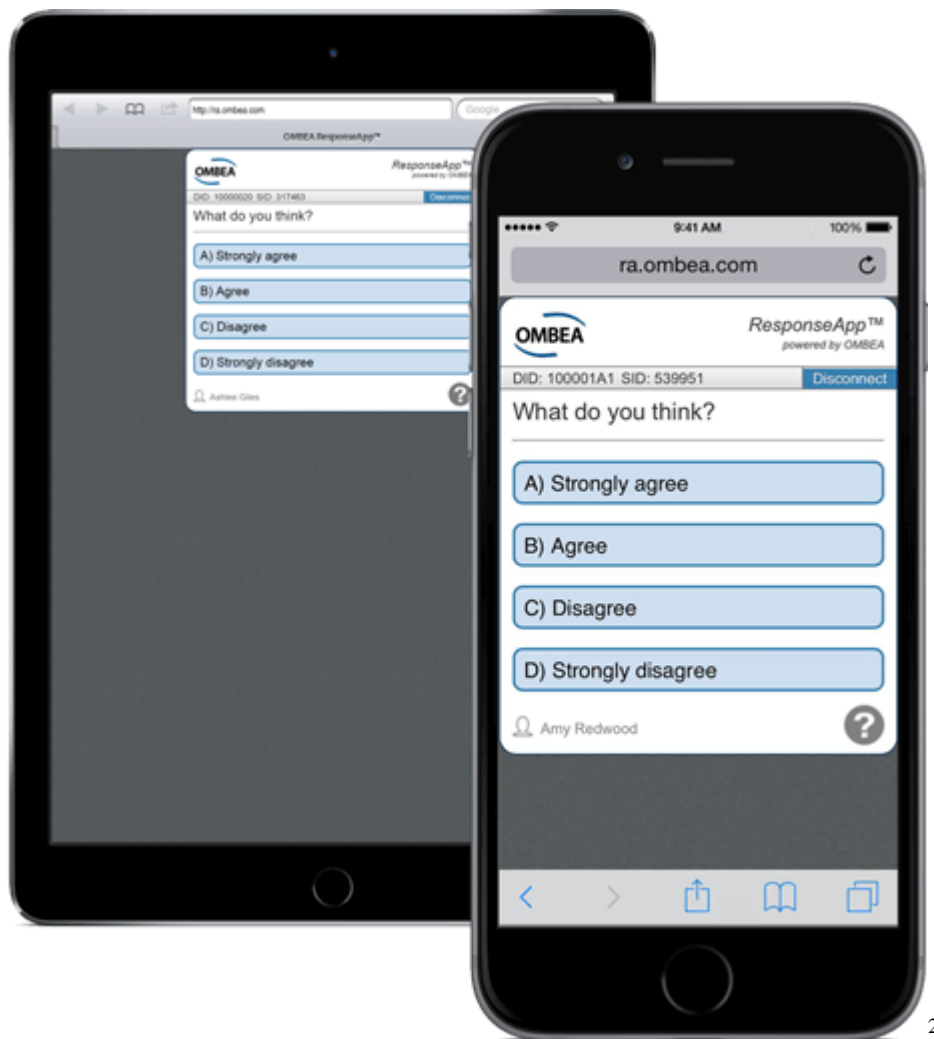 http://ra.ombea.com
Google
OMBEA ResponseApp™
OMBEA
ResponseApp™
powered by OMBEA
DID: 10000020 SID: 317463
Disconnect
What do you think?
A) Strongly agree
B) Agree
C) Disagree
D) Strongly disagree
Ashlee Giles
?
9:41 AM
100%
ra.ombea.com
OMBEA
ResponseApp™
powered by OMBEA
DID: 100001A1 SID: 539951
Disconnect
What do you think?
A) Strongly agree
B) Agree
C) Disagree
D) Strongly disagree
Amy Redwood
?
2